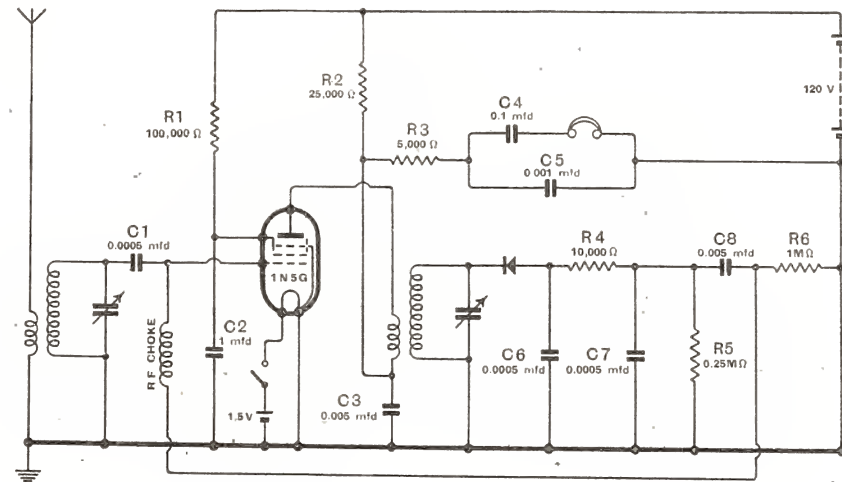 R1
100,000 Ω
R2
25,000 Ω
R3
5,000 Ω
C4
0.1 mfd
C5
0.001 mfd
120 V
C1
0.0005 mfd
1N5G
R4
10,000 Ω
C8
0.005 mfd
R6
1MΩ
RF CHOKE
C2
1 mfd
1.5V
C3
0.005 mfd
C6
0.0005 mfd
C7
0.0005 mfd
R5
0.25MΩ